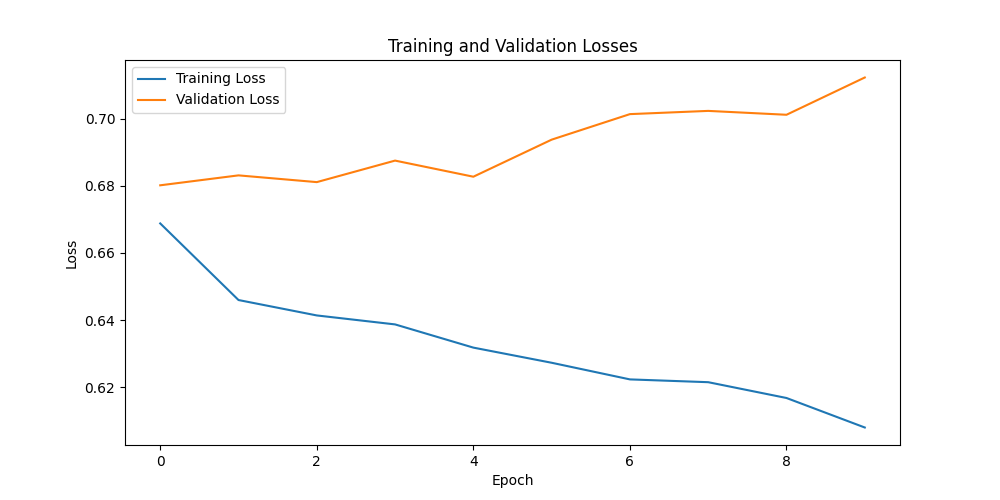 Training and Validation Losses
Training Loss
Validation Loss
0.70
0.68
0.66
0.64
0.62
Loss
0 2 4 6 8
Epoch